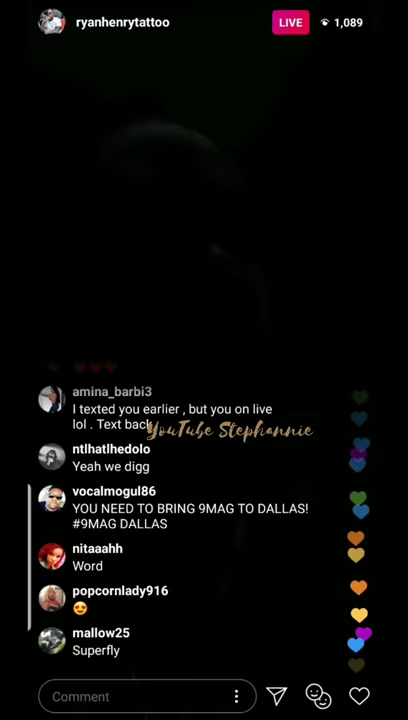 ryanhenrytattoo
LIVE
1,089
amina_barbi3
I texted you earlier , but you on live
lol . Text back
YouTube Stephannie
ntlhatlhedolo
Yeah we digg
vocalmogul86
YOU NEED TO BRING 9MAG TO DALLAS!
#9MAG DALLAS
nitaaahh
Word
popcornlady916
😍
mallow25
Superfly
Comment